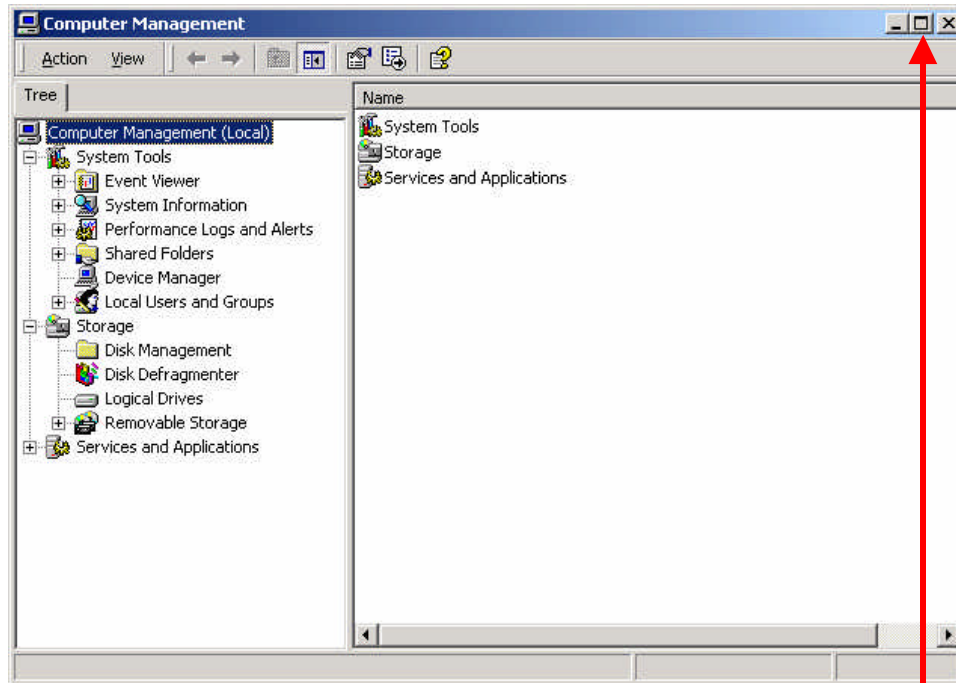 Computer Management
Action View
Tree
Name
Computer Management (Local)
System Tools
Event Viewer
System Information
Performance Logs and Alerts
Shared Folders
Device Manager
Local Users and Groups
Storage
Disk Management
Disk Defragmenter
Logical Drives
Removable Storage
Services and Applications
System Tools
Storage
Services and Applications